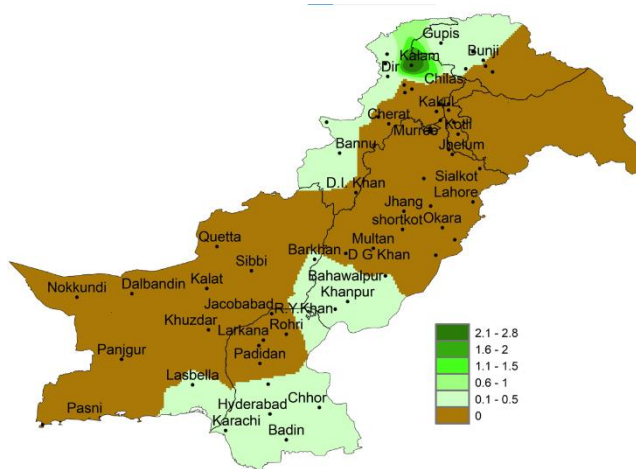 Gupis
Kalam
Bunji
Dir
Chilas
Kakul
Cherat
Murree
Kotli
Bannu
Jhelum
D.I. Khan
Sialkot
Lahore
Jhang
shortkot
Okara
Quetta
Multan
Barkhan
D G Khan
Sibbi
Bahawalpur
Nokkundi
Dalbandin
Kalat
Khanpur
Jacobabad
R.Y.Khan
Khuzdar
Larkana
Rohri
Panjgur
Padidan
Lasbella
Pasni
Hyderabad
Chhor
Karachi
Badin
2.1 - 2.8
1.6 - 2
1.1 - 1.5
0.6 - 1
0.1 - 0.5
0